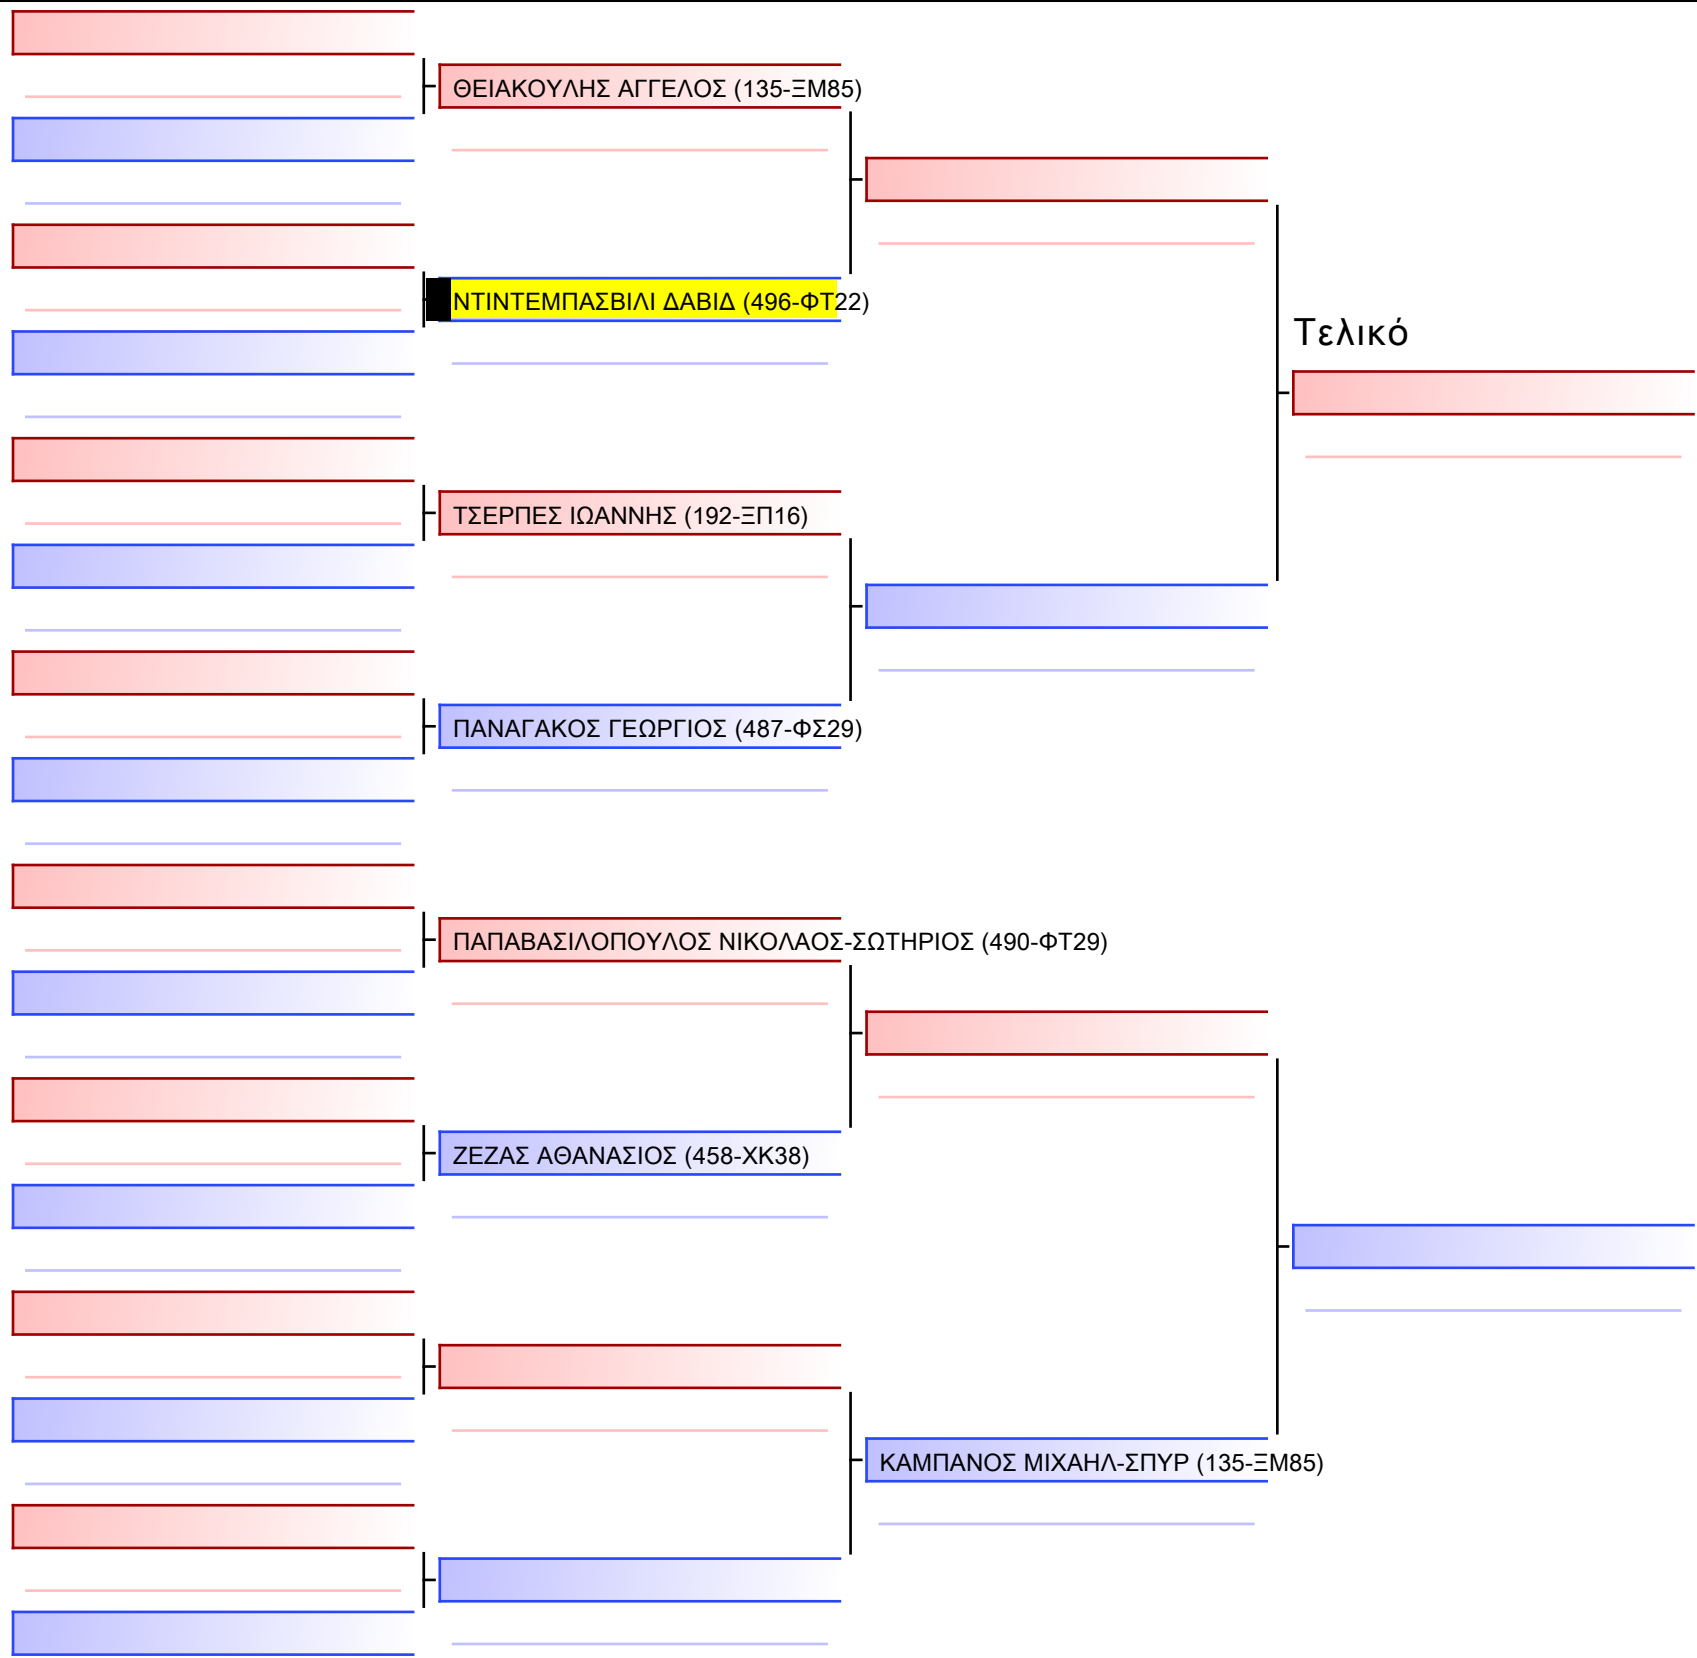 ΘΕΙΑΚΟΥΛΗΣ ΑΓΓΕΛΟΣ (135-ΞΜ85)
ΝΤΙΝΤΕΜΠΑΣΒΙΛΙ ΔΑΒΙΔ (496-ΦΤ22)
Τελικό
ΤΣΕΡΠΕΣ ΙΩΑΝΝΗΣ (192-ΞΠ16)
ΠΑΝΑΓΑΚΟΣ ΓΕΩΡΓΙΟΣ (487-ΦΣ29)
ΠΑΠΑΒΑΣΙΛΟΠΟΥΛΟΣ ΝΙΚΟΛΑΟΣ-ΣΩΤΗΡΙΟΣ (490-ΦΤ29)
ΖΕΖΑΣ ΑΘΑΝΑΣΙΟΣ (458-ΧΚ38)
ΚΑΜΠΑΝΟΣ ΜΙΧΑΗΛ-ΣΠΥΡ (135-ΞΜ85)